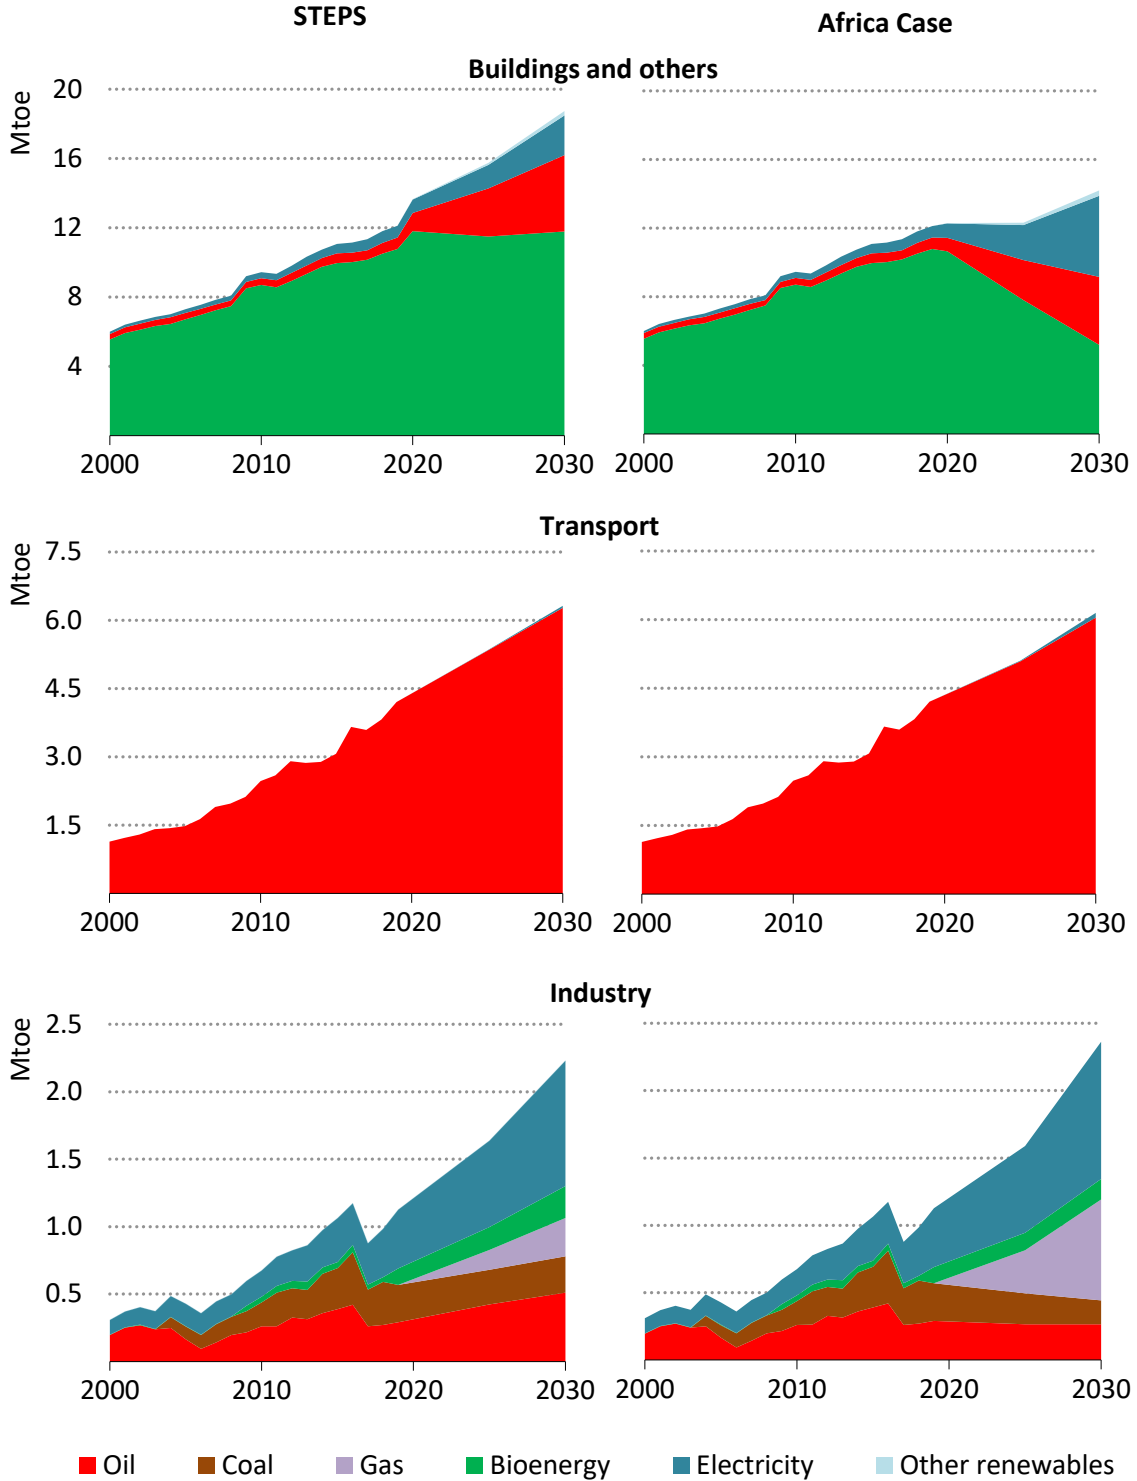 STEPS
Africa Case
Buildings and others
Mtoe
20
16
12
8
4
2000 2010 2020 2030
2000 2010 2020 2030
Transport
Mtoe
7.5
6.0
4.5
3.0
1.5
2000 2010 2020 2030
2000 2010 2020 2030
Industry
Mtoe
2.5
2.0
1.5
1.0
0.5
2000 2010 2020 2030
2000 2010 2020 2030
Oil Coal Gas Bioenergy Electricity Other renewables